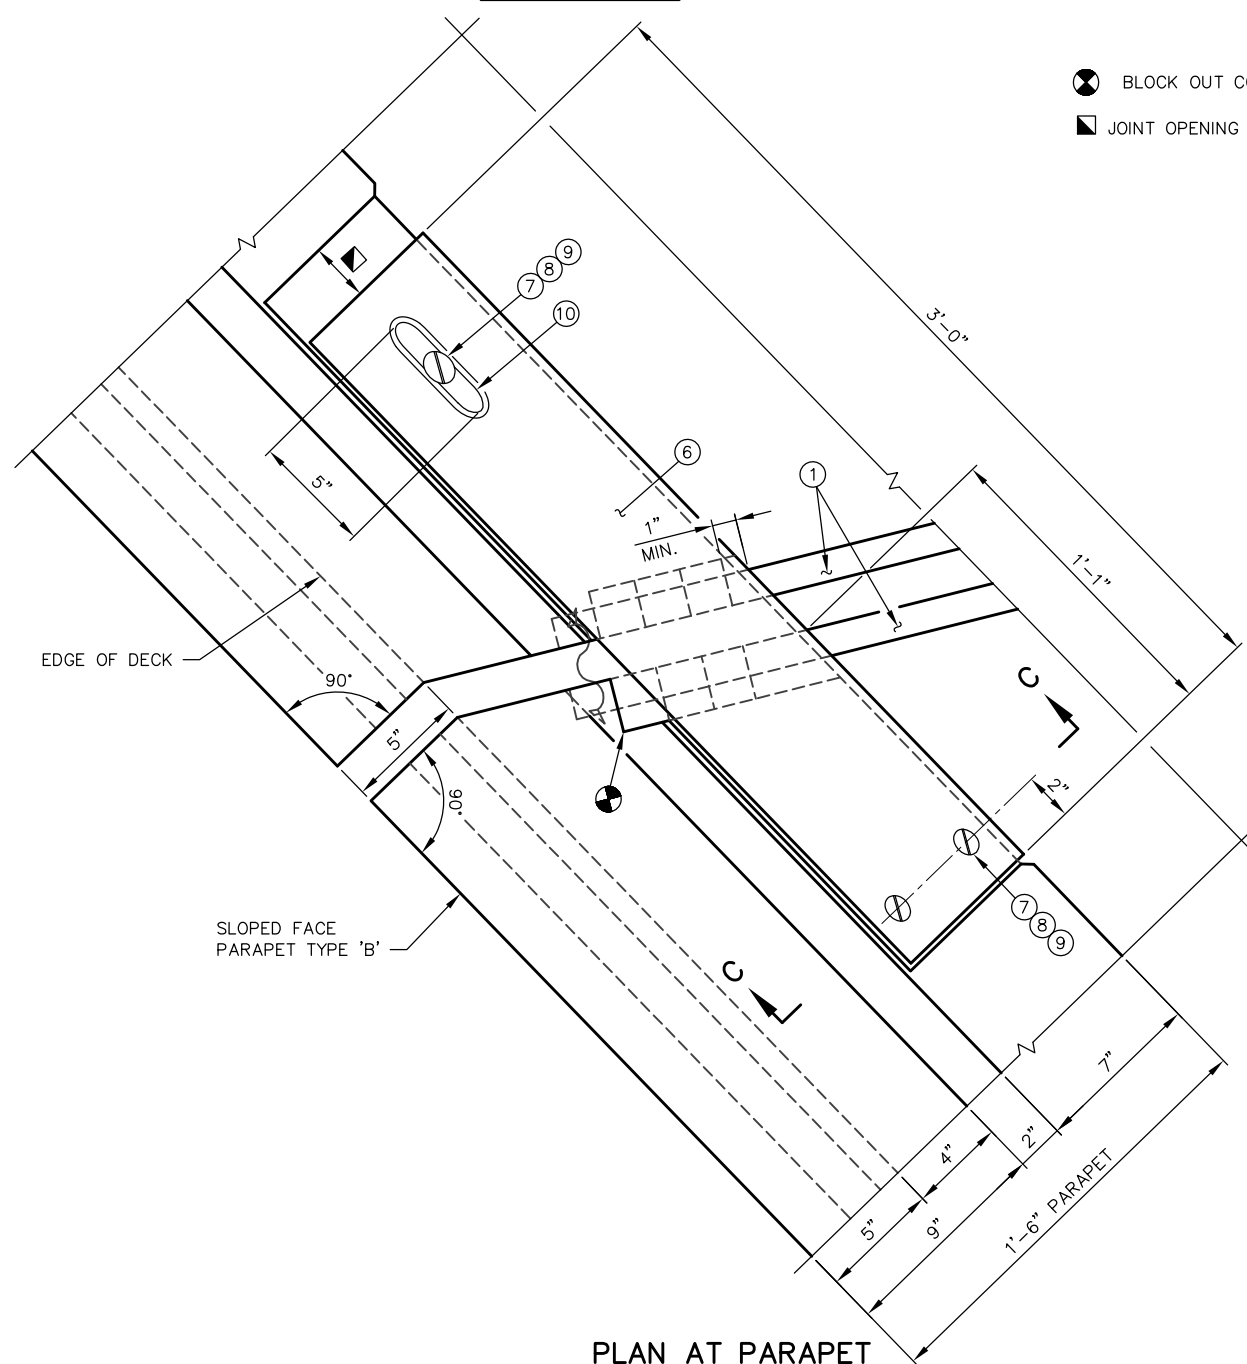 BLOCK OUT
JOINT OPENING
9
8
7
10
3'-0"
6
1
5"
1"
MIN.
1'-1"
EDGE OF DECK
90°
C
5"
90°
2"
7
8
9
SLOPED FACE
PARAPET TYPE 'B'
C
7"
2"
4"
5"
9"
1'-6" PARAPET
PLAN AT PARAPET